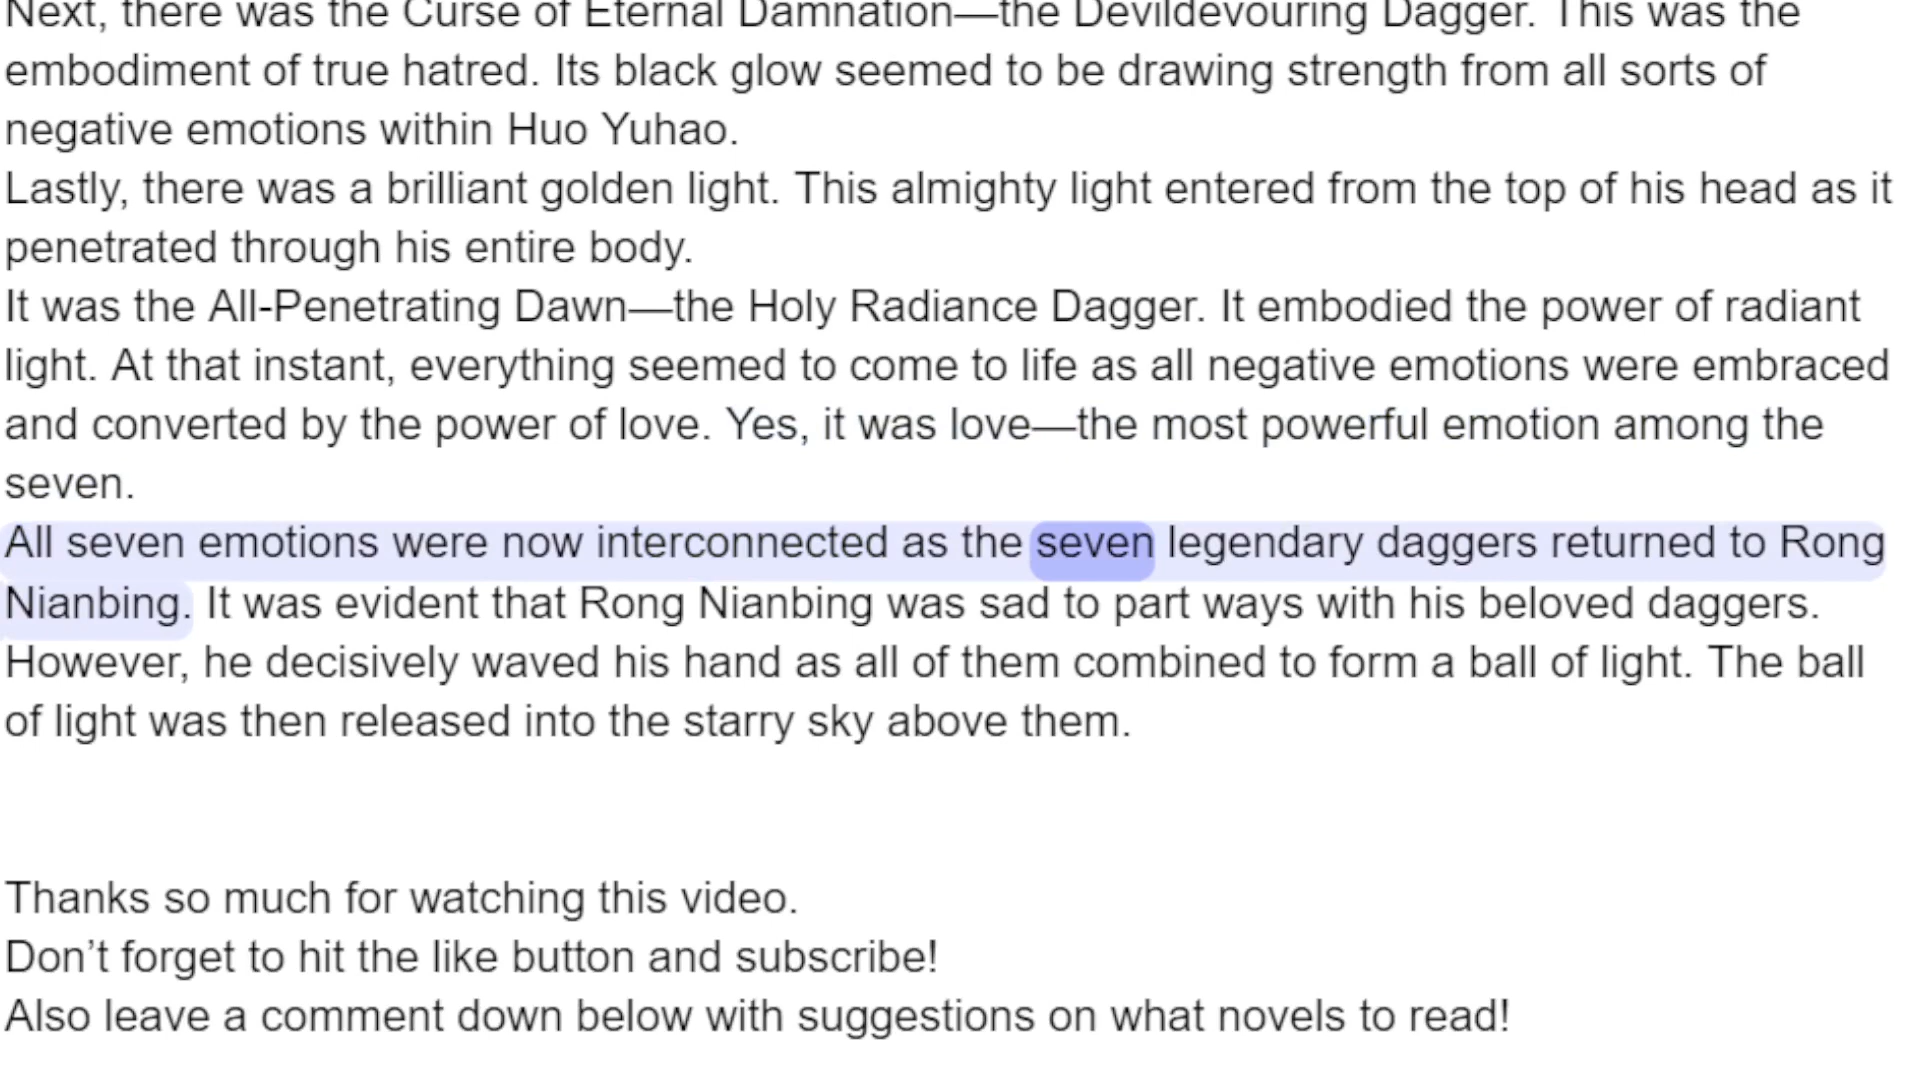 Next, there was the Curse of Eternal Damnation—the Devildevouring Dagger. This was the
embodiment of true hatred. Its black glow seemed to be drawing strength from all sorts of
negative emotions within Huo Yuhao.
Lastly, there was a brilliant golden light. This almighty light entered from the top of his head as it
penetrated through his entire body.
It was the All-Penetrating Dawn—the Holy Radiance Dagger. It embodied the power of radiant
light. At that instant, everything seemed to come to life as all negative emotions were embraced
and converted by the power of love. Yes, it was love—the most powerful emotion among the
seven.
All seven emotions were now interconnected as the seven legendary daggers returned to Rong
Nianbing. It was evident that Rong Nianbing was sad to part ways with his beloved daggers.
However, he decisively waved his hand as all of them combined to form a ball of light. The ball
of light was then released into the starry sky above them.
Thanks so much for watching this video.
Don’t forget to hit the like button and subscribe!
Also leave a comment down below with suggestions on what novels to read!